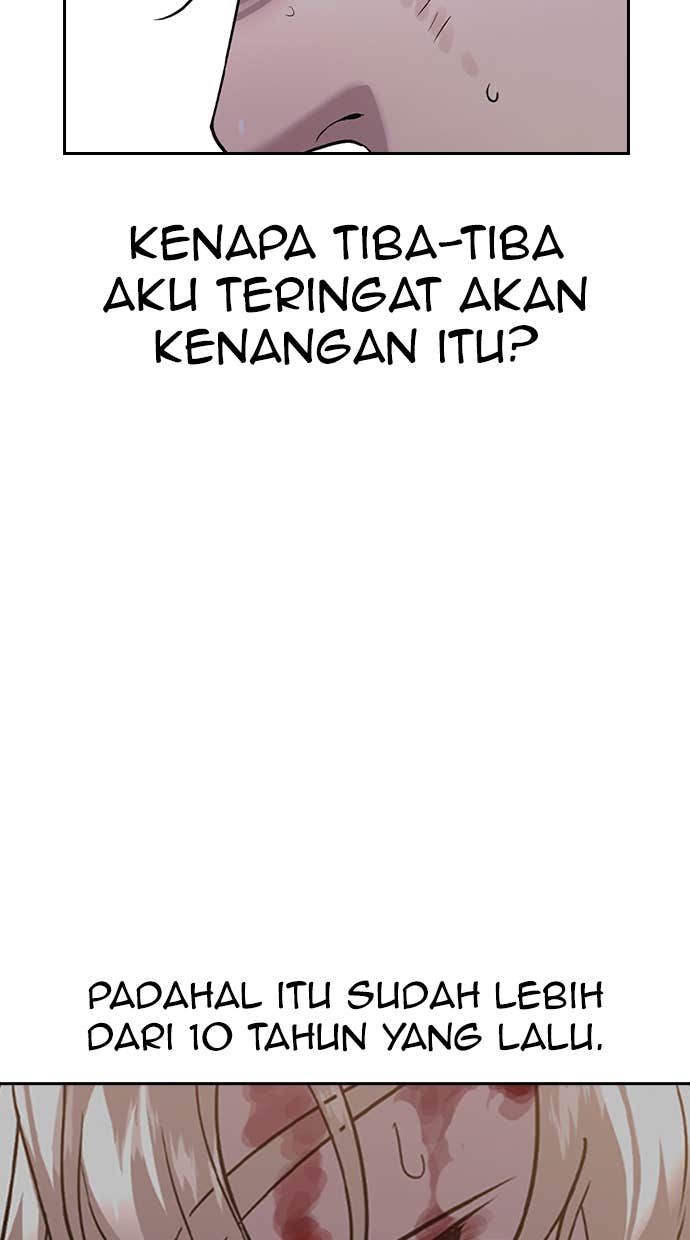 KENAPA TIBA-TIBA
AKU TERINGAT AKAN
KENANGAN ITU?
PADAHAL ITU SUDAH LEBIH
DARI 10 TAHUN YANG LALU.